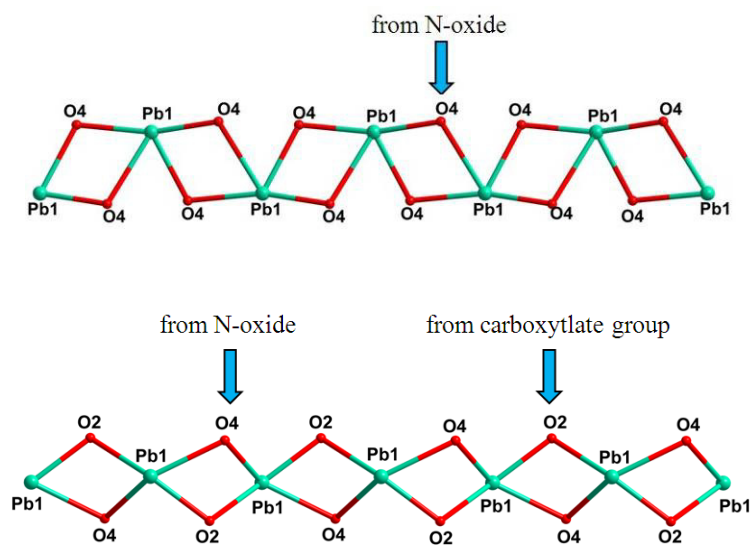 from N-oxide
O4 Pb1 O4 O4 Pb1 O4 O4 Pb1 O4
Pb1 O4 O4 Pb1 O4 O4 Pb1 O4 O4 Pb1
from N-oxide from carboxytlate group
O2 O4 O2 O4 O2 O4
Pb1 Pb1 Pb1
Pb1 Pb1 Pb1 Pb1
O4 O2 O4 O2 O4 O2